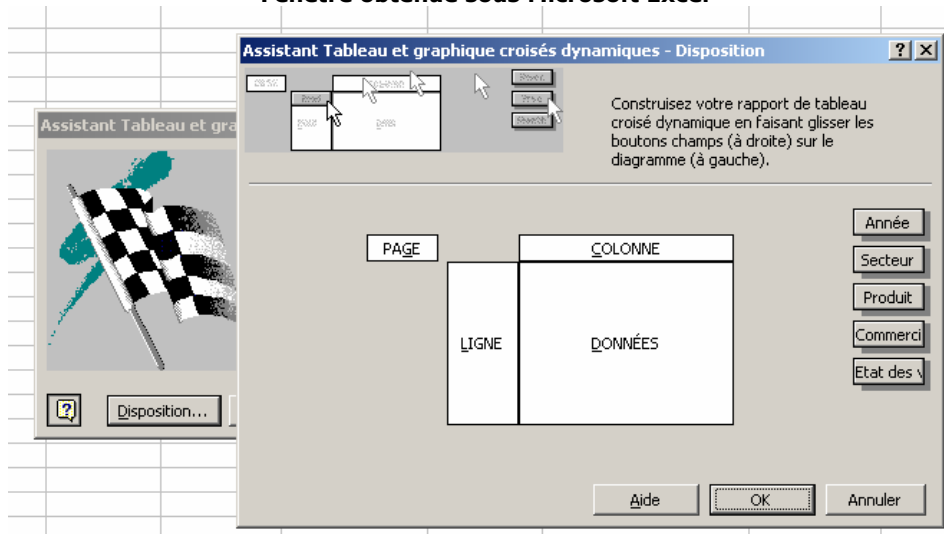 Fenêtre obtenue sous Microsoft Excel
Assistant Tableau et graphique croisés dynamiques - Disposition
Construisez votre rapport de tableau
croisé dynamique en faisant glisser les
boutons champs (à droite) sur le
diagramme (à gauche).
Assistant Tableau et gra
PAGE
COLONNE
LIGNE
DONNÉES
Année
Secteur
Produit
Commerci
Etat des v
Disposition...
Aide
OK
Annuler